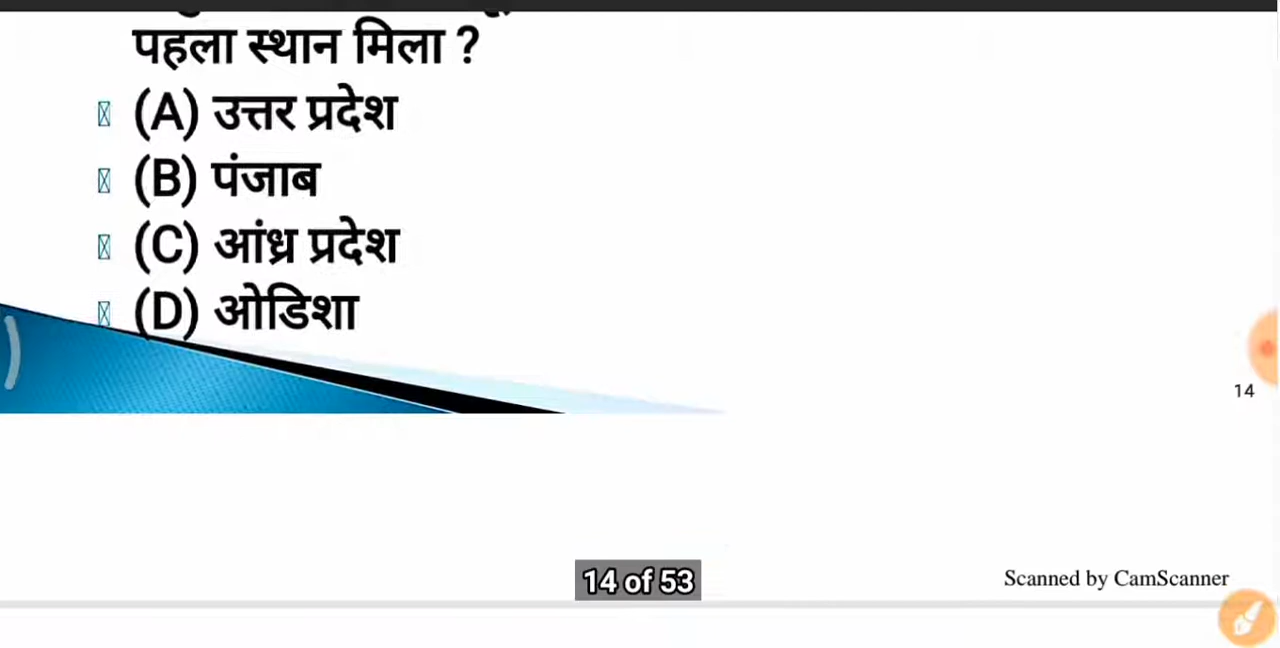 पहला स्थान मिला ?
(A) उत्तर प्रदेश
(B) पंजाब
(C) आंध्र प्रदेश
(D) ओडिशा
14
14 of 53
Scanned by CamScanner